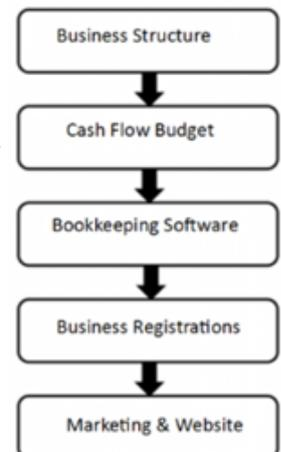 Business Structure
Cash Flow Budget
Bookkeeping Software
Business Registrations
Marketing & Website